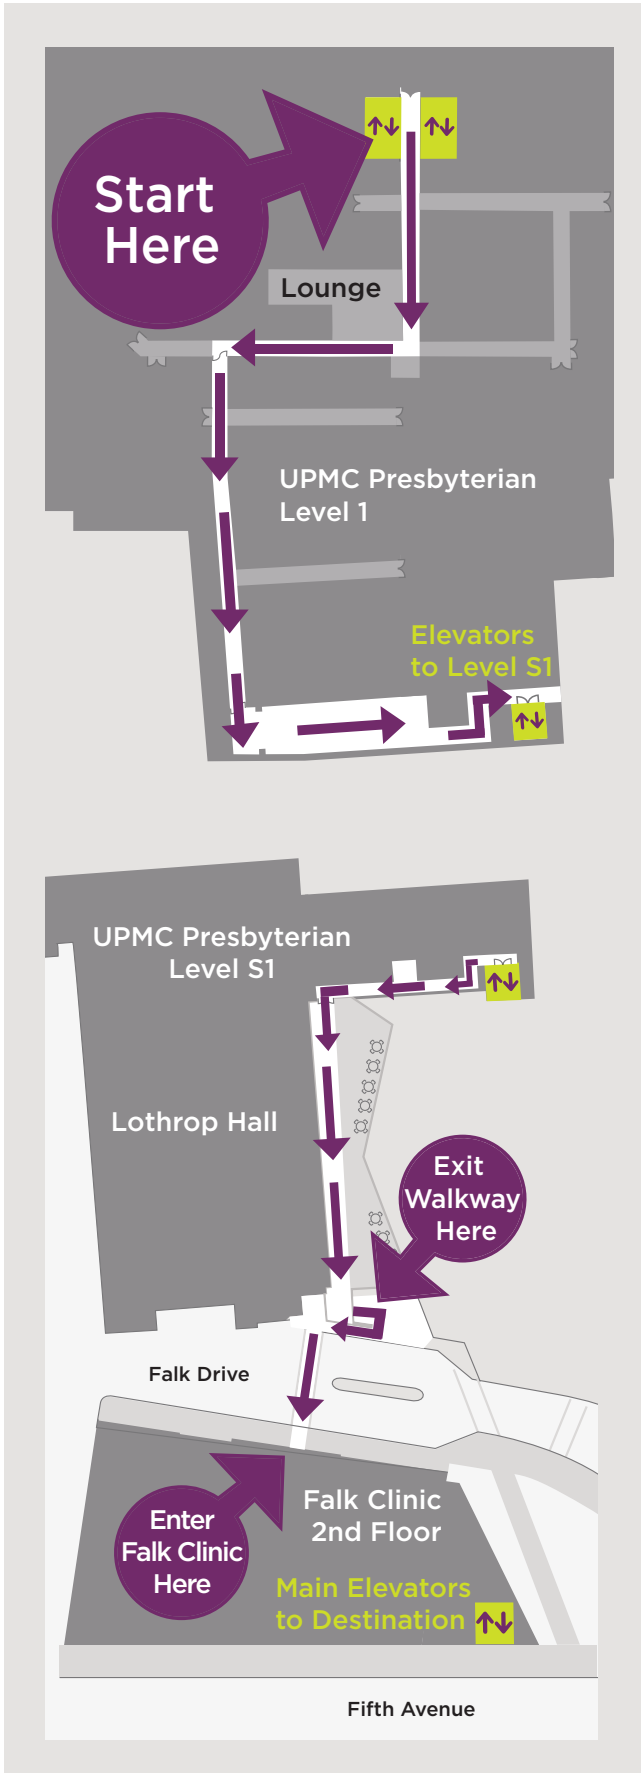 Start
Here
Lounge
UPMC Presbyterian
Level 1
Elevators
to Level S1
UPMC Presbyterian
Level S1
Lothrop Hall
Exit
Walkway
Here
Falk Drive
Enter
Falk Clinic
Here
Falk Clinic
2nd Floor
Main Elevators
to Destination
Fifth Avenue